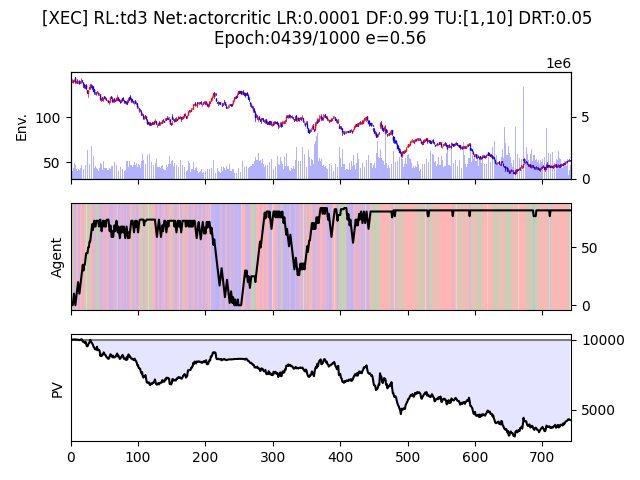 [XEC] RL:td3 Net:actorcritic LR:0.0001 DF:0.99 TU:[1,10] DRT:0.05
Epoch:0439/1000 e=0.56
1e6
Env.
100
50
5
0
Agent
50
0
PV
10000
5000
0 100 200 300 400 500 600 700